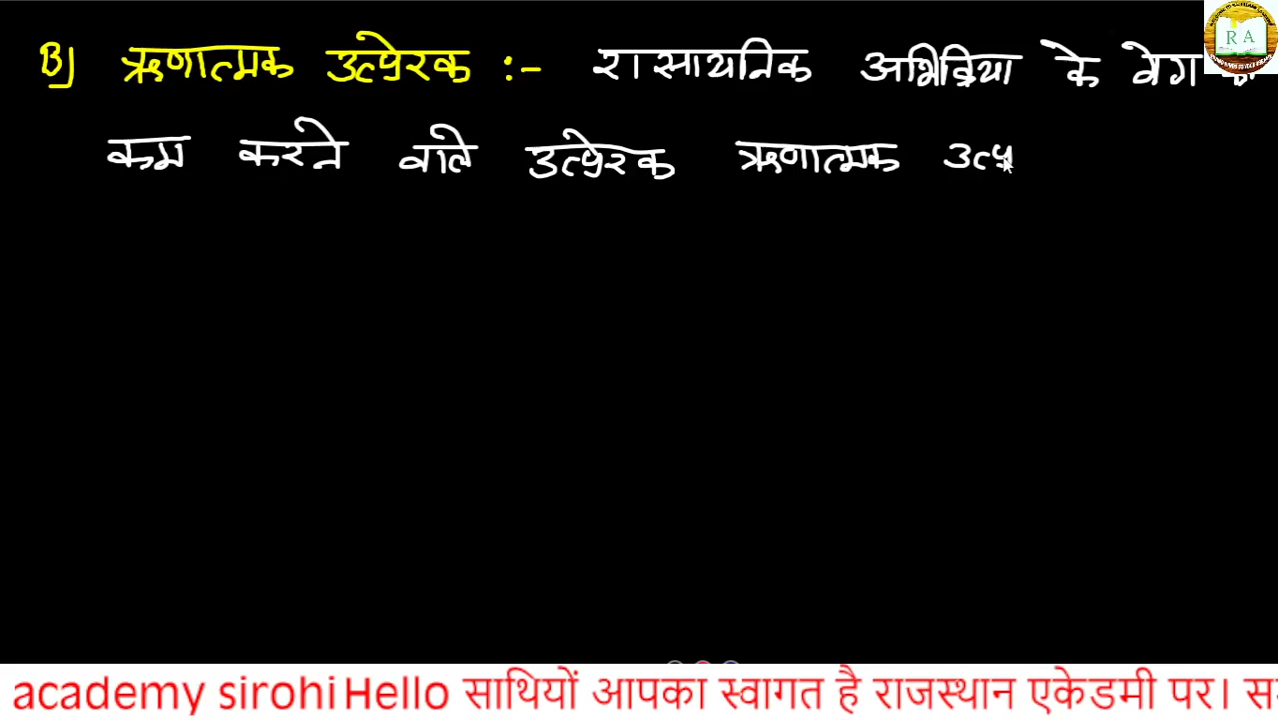 B) ऋणात्मक उत्प्रेरक :- रासायनिक अभिक्रिया के वेग
कम करने वाले उत्प्रेरक ऋणात्मक उत्प
RA
academy sirohi Hello साथियों आपका स्वागत है राजस्थान एकेडमी पर।